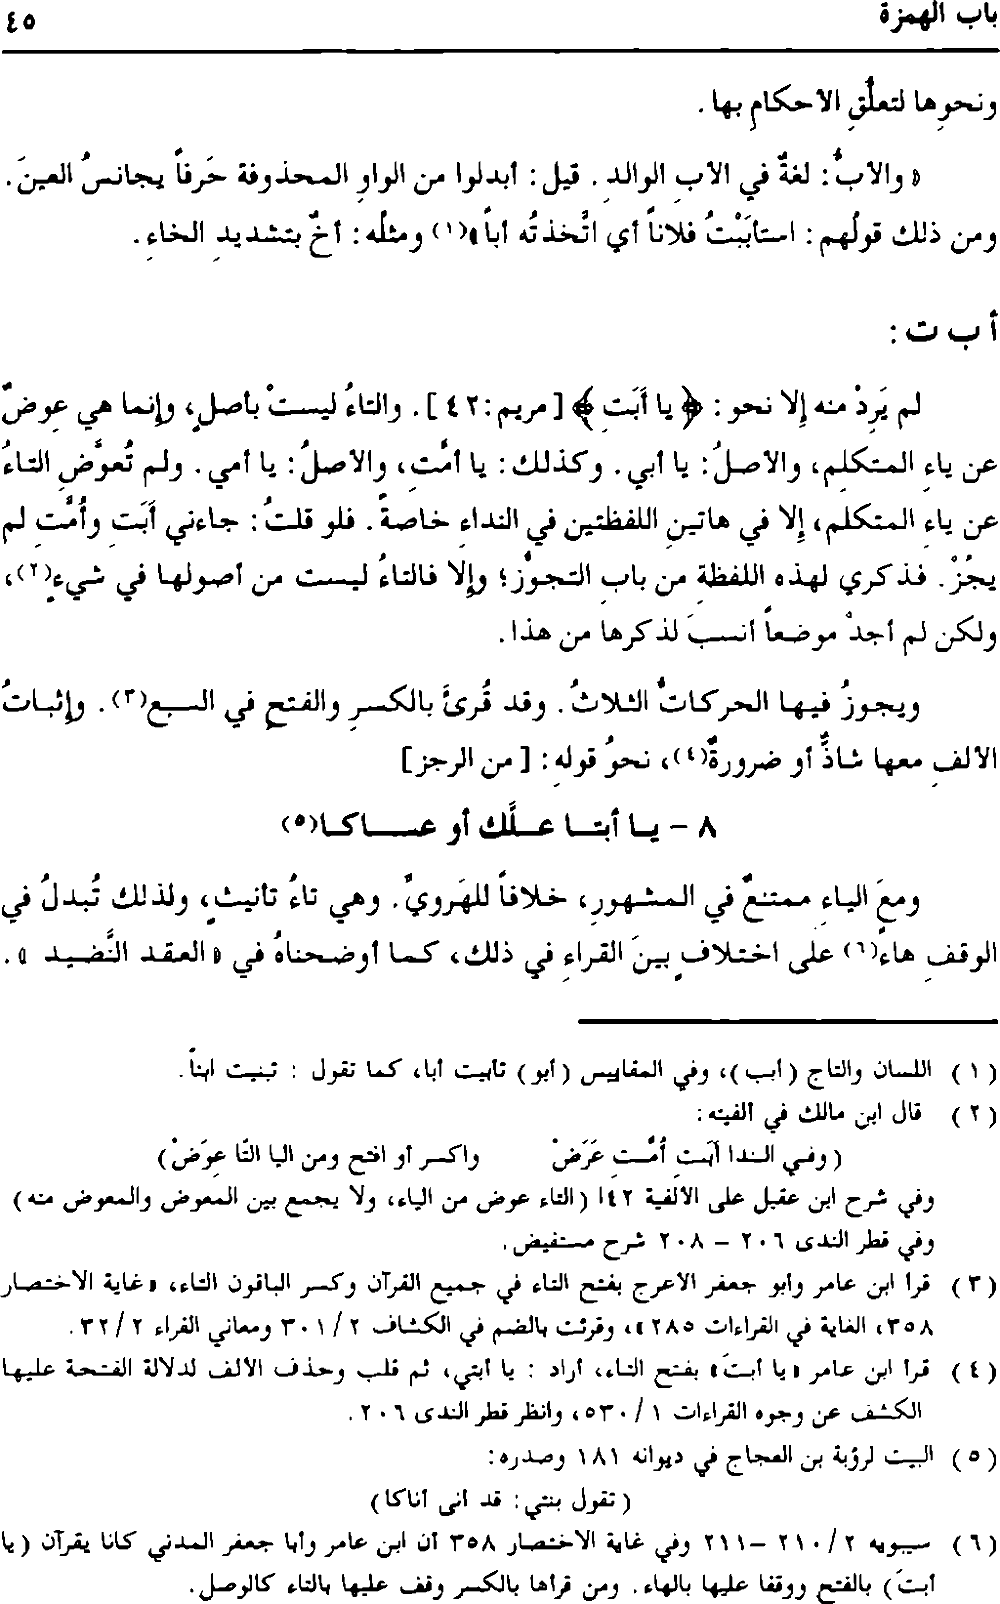 باب الهمزة ٤٥
ونحوِها لتعلُّقِ الأحكامِ بها.
« والأبُّ: لغةٌ في الأبِ الوالدِ. قيل: أبدلوا من الواوِ المحذوفة حَرفاً يجانسُ العينَ.
ومن ذلك قولُهم: استأبَبْتُ فلاناً أي اتَّخذتُه أباً»(١) ومثلُه: أخٌّ بتشديدِ الخاءِ.
أ ب ت :
لم يَرِدْ منه إلا نحو: ﴿ يا أَبَتِ ﴾ [مريم: ٤٢]. والتاءُ ليستْ بأصلٍ، وإنما هي عوضٌ
عن ياءِ المتكلمِ، والأصلُ: يا أبي. وكذلك: يا أمَّتِ، والأصلُ: يا أمي. ولم تُعوَّضِ التاءُ
عن ياءِ المتكلمِ، إلا في هاتينِ اللفظتينِ في النداءِ خاصةً. فلو قلتُ: جاءني أَبَتِ وأُمَّتِ لم
يجُزْ. فذكري لهذه اللفظةِ من بابِ التجوُّز؛ وإلا فالتاءُ ليست من أصولها في شيءٍ(٢)،
ولكن لم أجدْ موضعاً أنسبَ لذكرها من هذا.
ويجوزُ فيها الحركاتُ الثلاثُ. وقد قُرئَ بالكسرِ والفتحِ في السبعِ(٣). وإثباتُ
الألفِ معها شاذٌّ أو ضرورةٌ(٤)، نحوُ قولهِ: [من الرجز]
٨ - يـا أبتـا علَّك أو عساكا(٥)
ومعَ الياءِ ممتنعٌ في المشهورِ، خلافاً للهَرويِّ. وهي تاءُ تأنيثٍ، ولذلك تُبدلُ في
الوقفِ هاء(٦) على اختلافٍ بينَ القراءِ في ذلك، كما أوضحناهُ في « العقد النَّضيد ».
(١) اللسان والتاج (أبب)، وفي المقاييس (أبو) تأبيت أبا، كما تقول : تبنيت ابناً.
(٢) قال ابن مالك في ألفيته:
(وفي الندا أبتِ أمَّتِ عَرَضْ واكسر أو افتح ومن اليا التَّا عِوَضْ)
وفي شرح ابن عقيل على الألفية ٤٢أ (التاء عوض من الياء، ولا يجمع بين المعوض والمعوض منه)
وفي قطر الندى ٢٠٦ - ٢٠٨ شرح مستفيض.
(٣) قرأ ابن عامر وأبو جعفر الأعرج بفتح التاء في جميع القرآن وكسر الباقون التاء، «غاية الاختصار
٣٥٨، الغاية في القراءات ٢٨٥»، وقرئت بالضم في الكشاف ٢/ ٣٠١ ومعاني الفراء ٢/ ٣٢.
(٤) قرأ ابن عامر «يا أبتَ» بفتح التاء، أراد : يا أبتي، ثم قلب وحذف الألف لدلالة الفتحة عليها
الكشف عن وجوه القراءات ١/ ٥٣٠، وانظر قطر الندى ٢٠٦.
(٥) البيت لرؤبة بن العجاج في ديوانه ١٨١ وصدره:
(تقول بنتي: قد أنى أناكا)
(٦) سيبويه ٢/ ٢١٠ -٢١١ وفي غاية الاختصار ٣٥٨ أن ابن عامر وأبا جعفر المدني كانا يقرآن (يا
أبتَ) بالفتح ووقفا عليها بالهاء. ومن قرأها بالكسر وقف عليها بالتاء كالوصل.